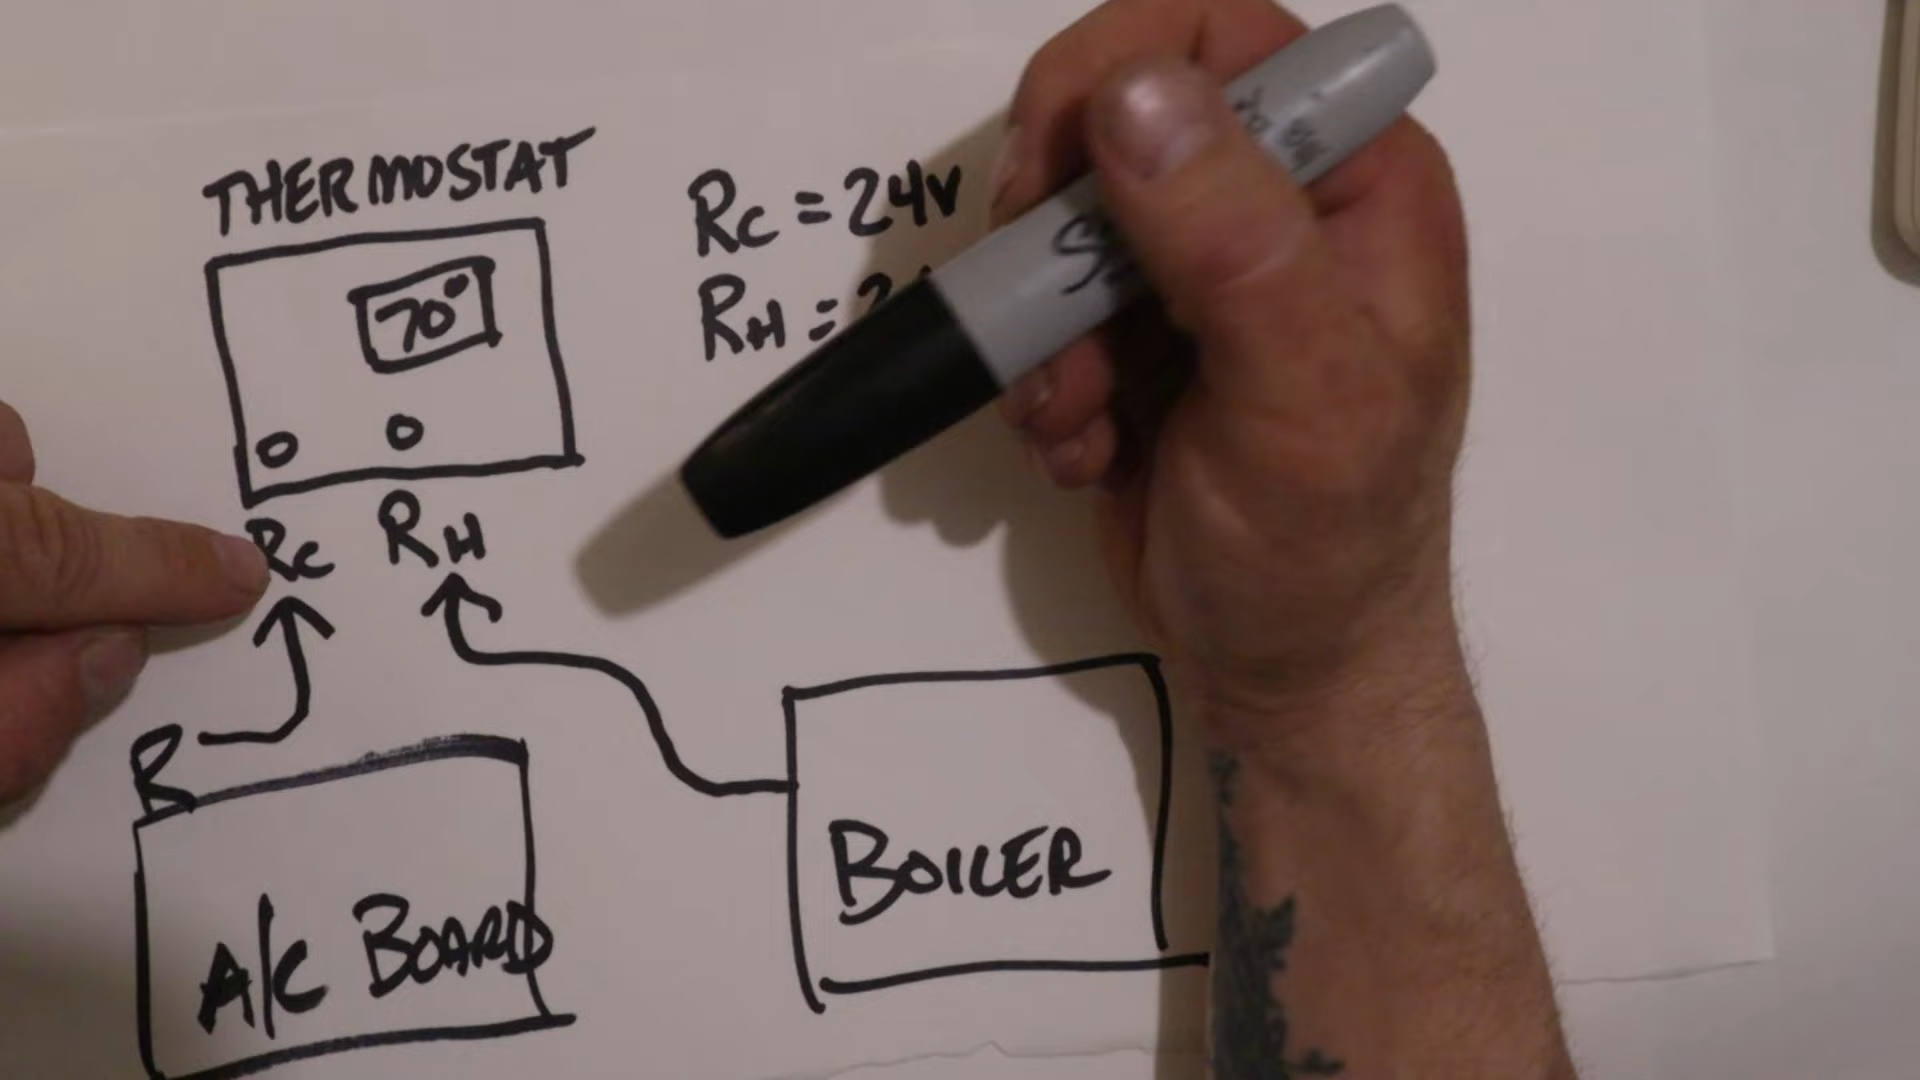 THERMOSTAT
Rc = 24v
RH =
70°
Rc RH
R
A/C BOARD
BOILER